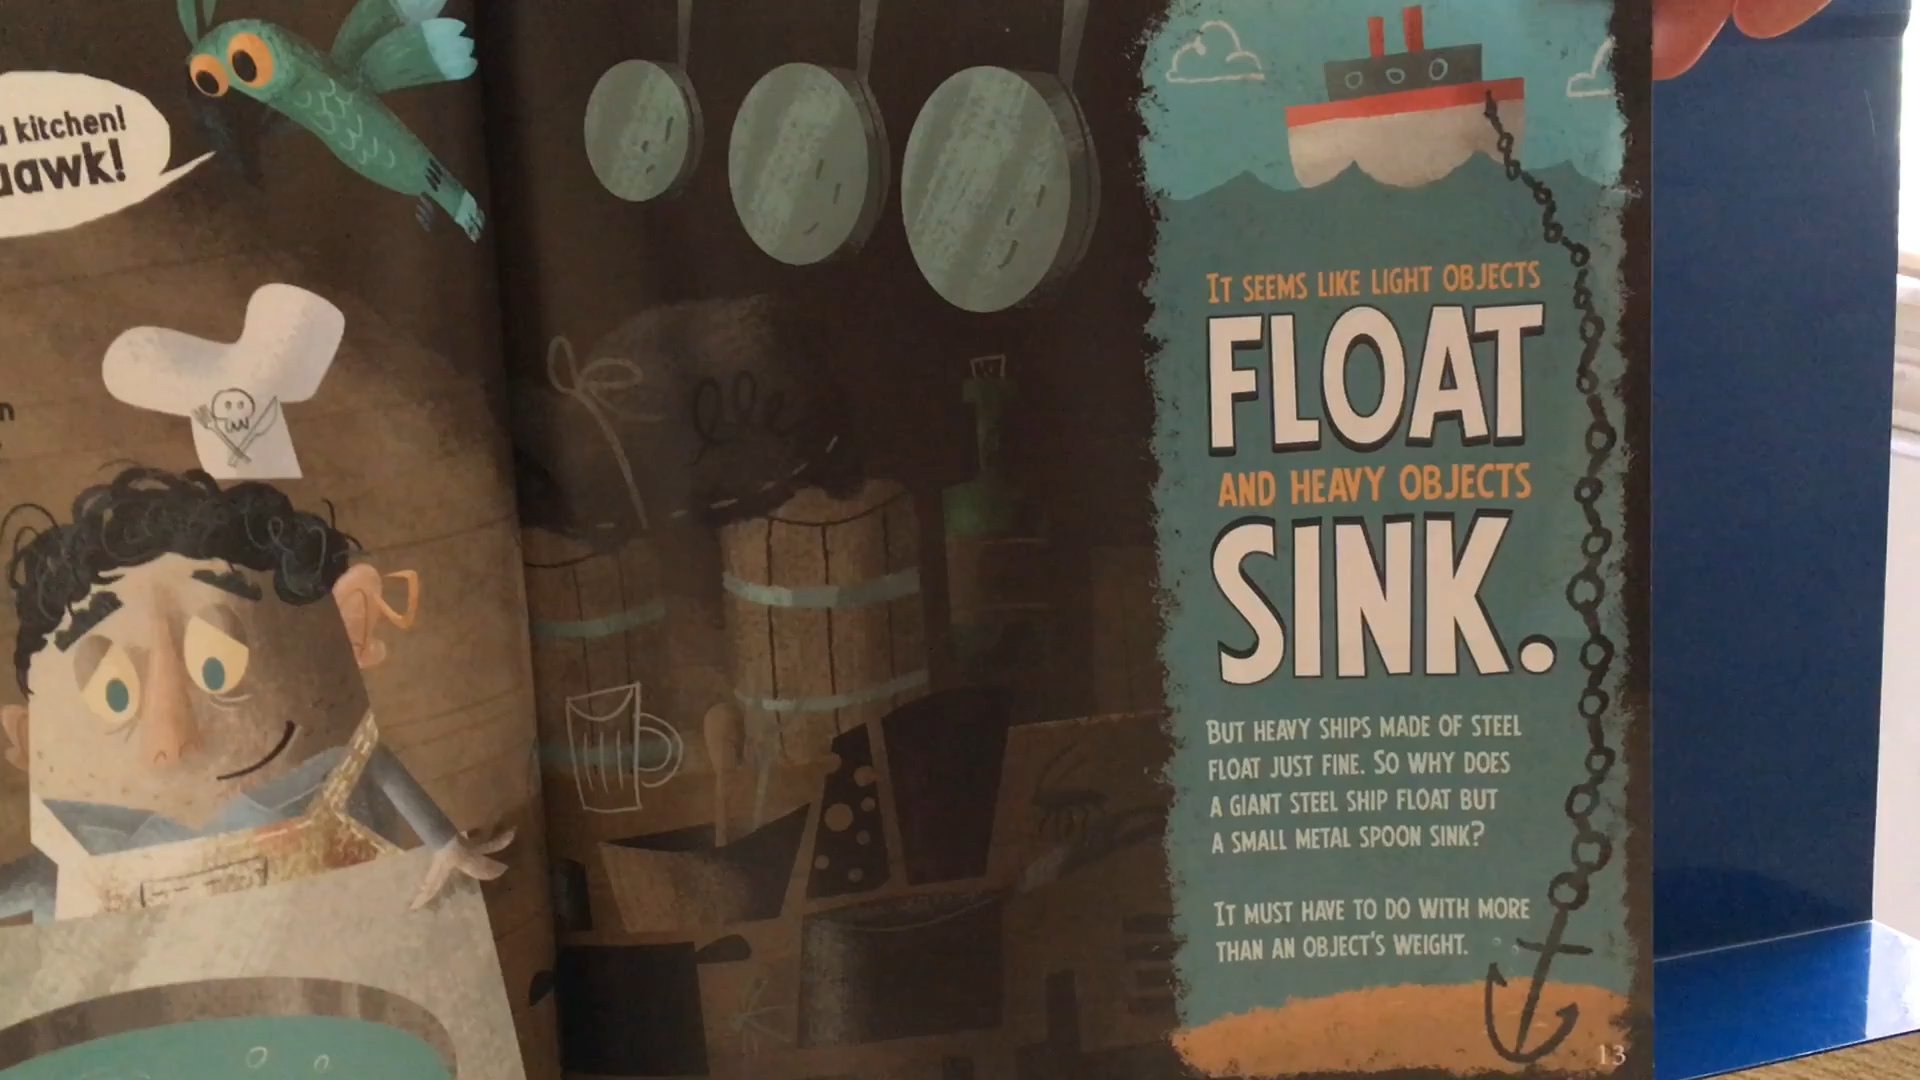 a kitchen!
n
IT SEEMS LIKE LIGHT OBJECTS
FLOAT
AND HEAVY OBJECTS
SINK.
BUT HEAVY SHIPS MADE OF STEEL
FLOAT JUST FINE. SO WHY DOES
A GIANT STEEL SHIP FLOAT BUT
A SMALL METAL SPOON SINK?
IT MUST HAVE TO DO WITH MORE
THAN AN OBJECT'S WEIGHT.
13